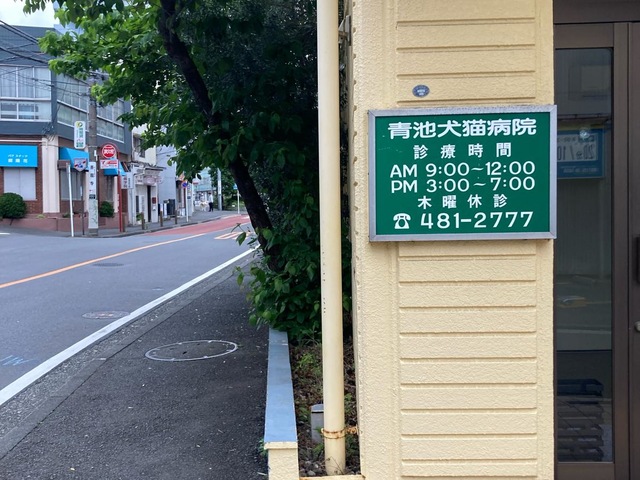 青池犬猫病院
診療時間
AM 9:00〜12:00
PM 3:00〜7:00
木曜休診
☎ 481-2777